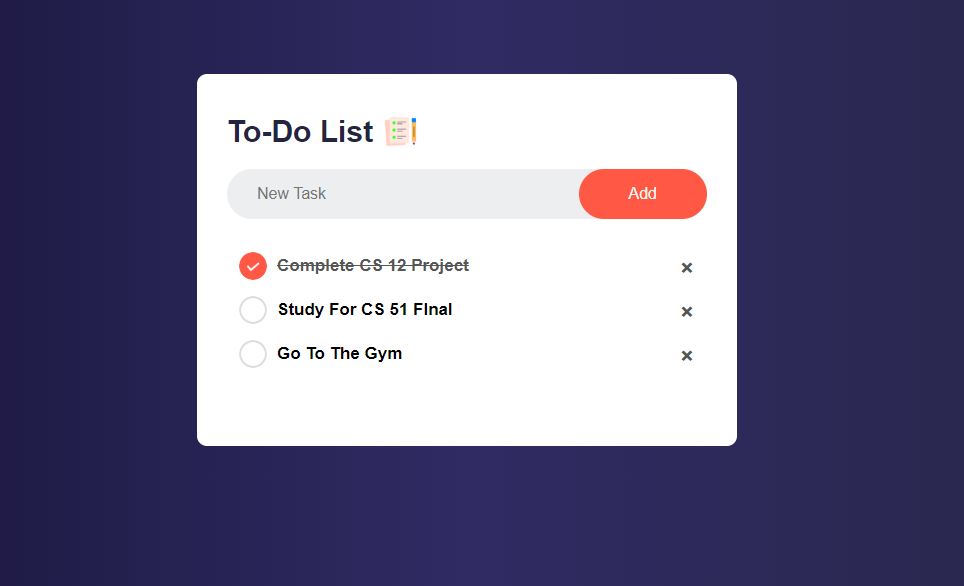 To-Do List
New Task
Add
Complete CS 12 Project
Study For CS 51 FInal
Go To The Gym